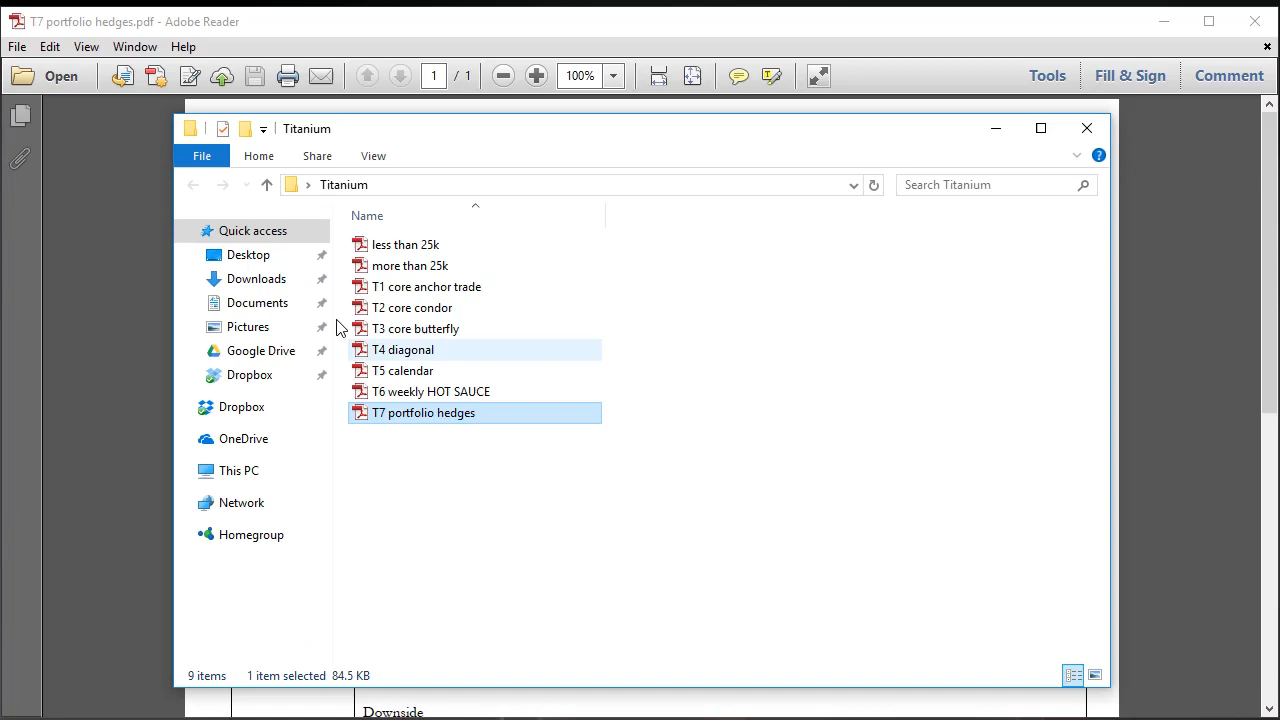 T7 portfolio hedges.pdf - Adobe Reader
File Edit View Window Help
Open 1 / 1 100% Tools Fill & Sign Comment
Titanium
File Home Share View
Titanium Search Titanium
Name
Quick access
Desktop
Downloads
Documents
Pictures
Google Drive
Dropbox
Dropbox
OneDrive
This PC
Network
Homegroup
less than 25k
more than 25k
T1 core anchor trade
T2 core condor
T3 core butterfly
T4 diagonal
T5 calendar
T6 weekly HOT SAUCE
T7 portfolio hedges
9 items 1 item selected 84.5 KB
Downside